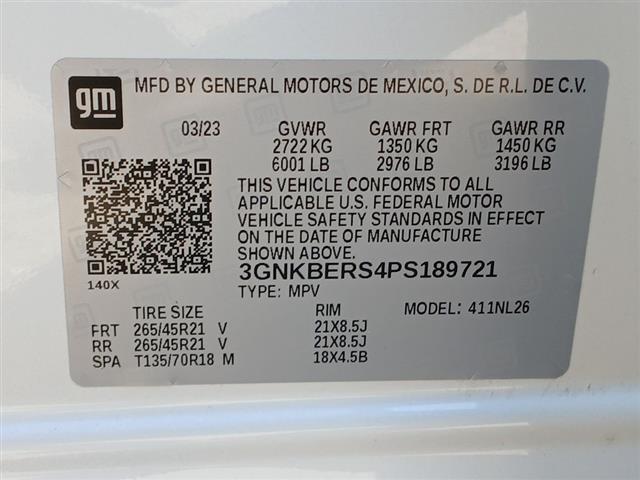 gm MFD BY GENERAL MOTORS DE MEXICO, S. DE R.L. DE C.V.
03/23 GVWR GAWR FRT GAWR RR
2722 KG 1350 KG 1450 KG
6001 LB 2976 LB 3196 LB
THIS VEHICLE CONFORMS TO ALL
APPLICABLE U.S. FEDERAL MOTOR
VEHICLE SAFETY STANDARDS IN EFFECT
ON THE DATE OF MANUFACTURE
SHOWN ABOVE.
3GNKBERS4PS189721
140X TYPE: MPV
TIRE SIZE RIM MODEL: 411NL26
FRT 265/45R21 V 21X8.5J
RR 265/45R21 V 21X8.5J
SPA T135/70R18 M 18X4.5B